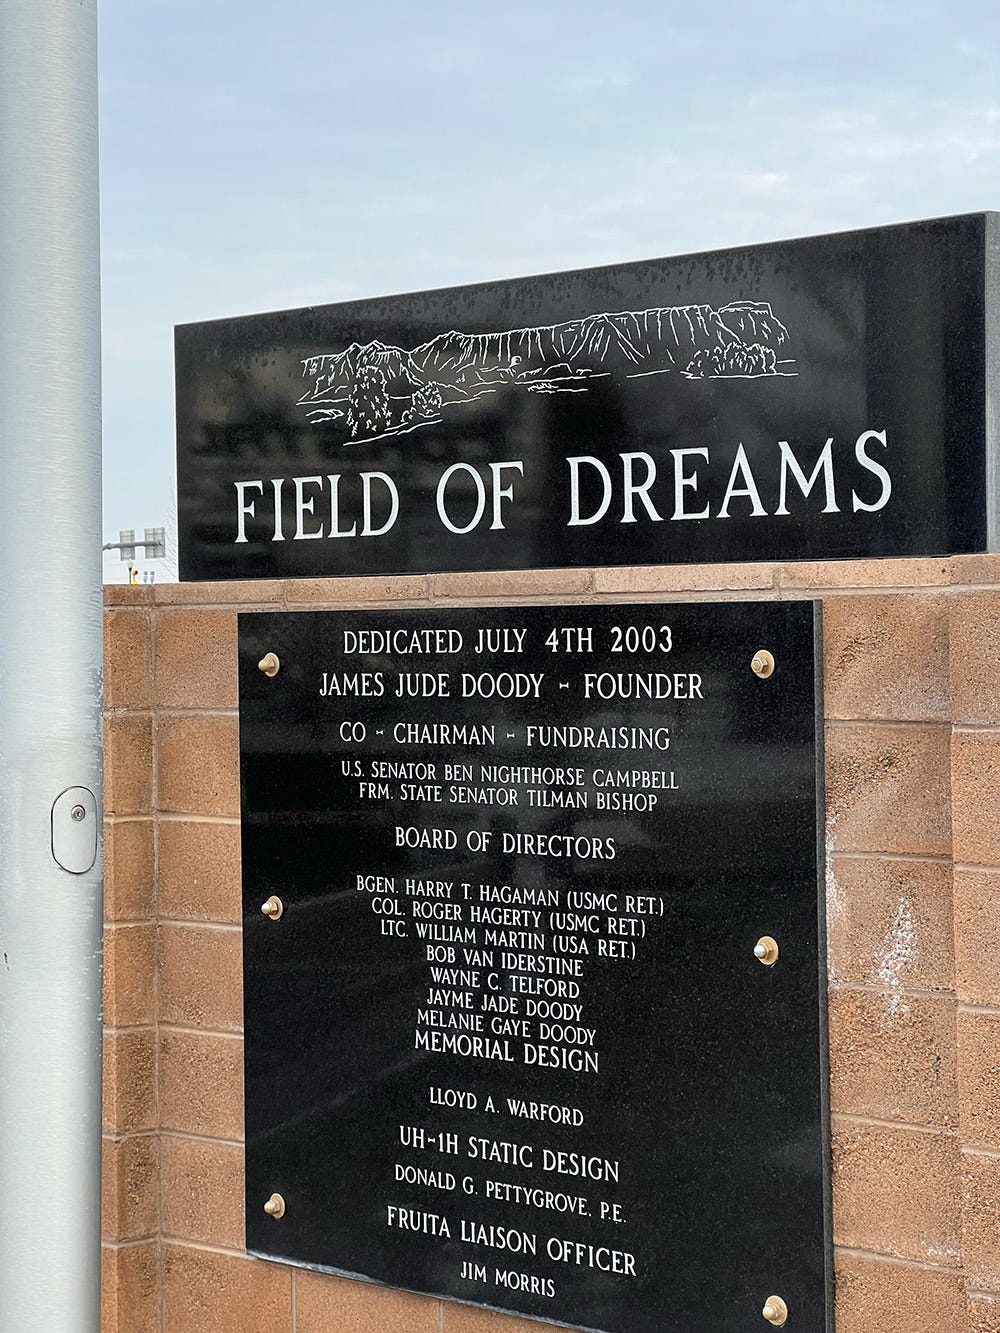 FIELD OF DREAMS
DEDICATED JULY 4TH 2003
JAMES JUDE DOODY - FOUNDER
CO - CHAIRMAN - FUNDRAISING
U.S. SENATOR BEN NIGHTHORSE CAMPBELL
FRM. STATE SENATOR TILMAN BISHOP
BOARD OF DIRECTORS
BGEN. HARRY T. HAGAMAN (USMC RET.)
COL. ROGER HAGERTY (USMC RET.)
LTC. WILLIAM MARTIN (USA RET.)
BOB VAN IDERSTINE
WAYNE C. TELFORD
JAYME JADE DOODY
MELANIE GAYE DOODY
MEMORIAL DESIGN
LLOYD A. WARFORD
UH-1H STATIC DESIGN
DONALD G. PETTYGROVE, P.E.
FRUITA LIAISON OFFICER
JIM MORRIS